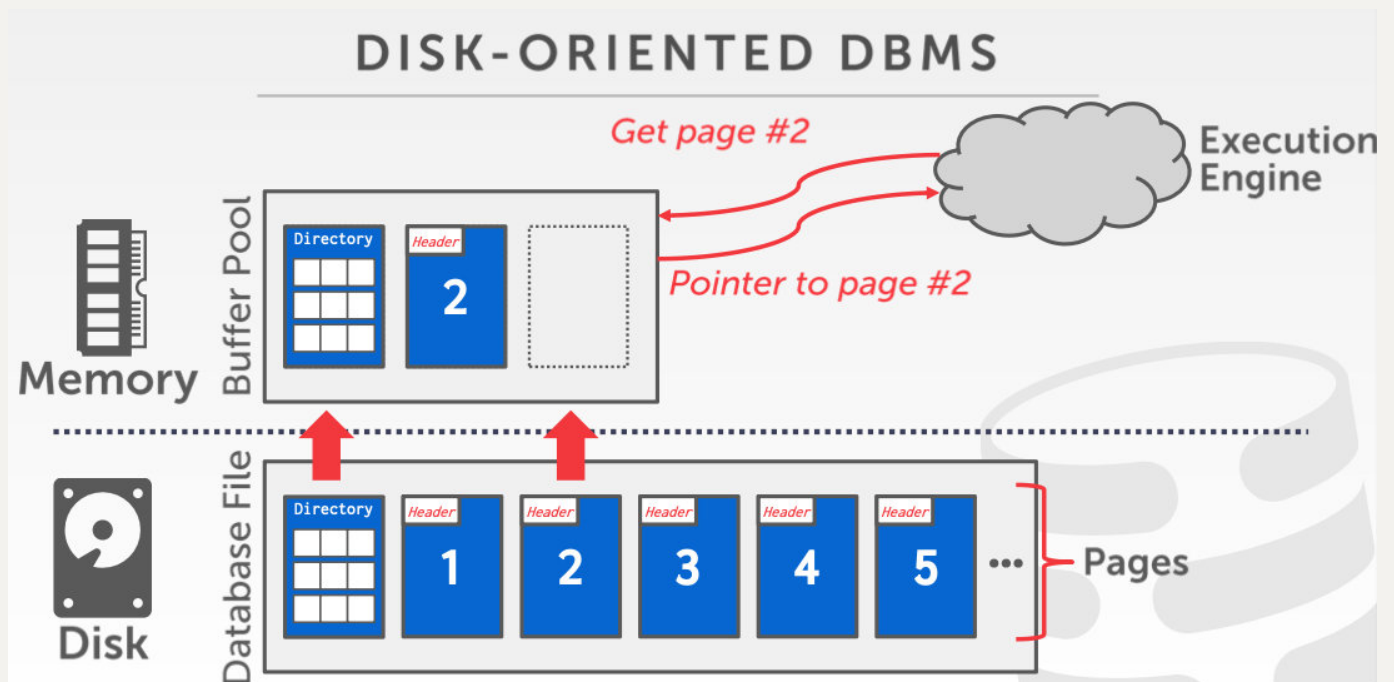 DISK-ORIENTED DBMS
Get page #2
Execution
Engine
Buffer Pool
Directory
Header
2
Pointer to page #2
Memory
Database File
Directory
Header
1
Header
2
Header
3
Header
4
Header
5
...
Pages
Disk